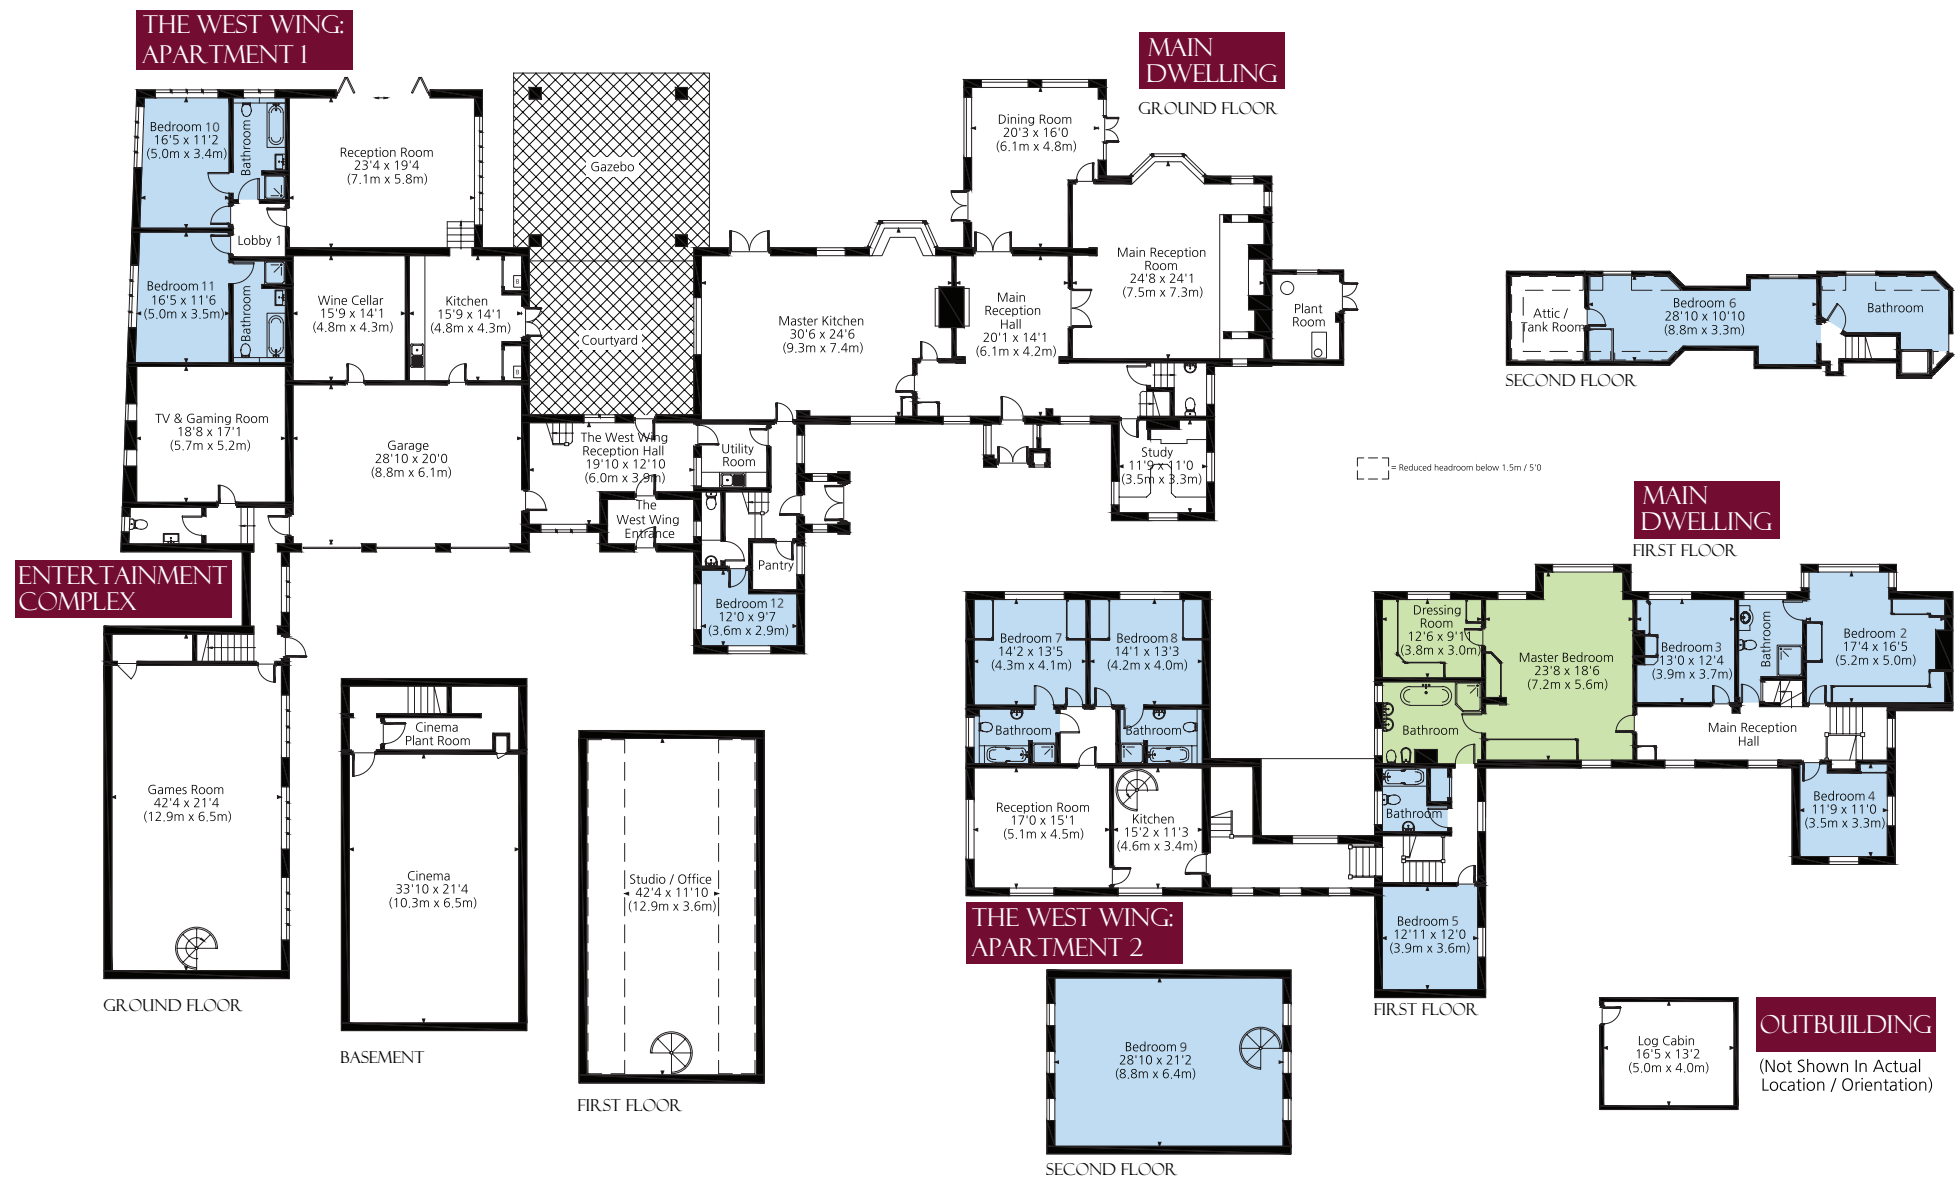 THE WEST WING:
APARTMENT 1
MAIN
DWELLING
GROUND FLOOR
Bedroom 10
16'5 x 11'2
(5.0m x 3.4m)
Bathroom
Reception Room
23'4 x 19'4
(7.1m x 5.8m)
Lobby 1
Bedroom 11
16'5 x 11'6
(5.0m x 3.5m)
Bathroom
Wine Cellar
15'9 x 14'1
(4.8m x 4.3m)
Kitchen
15'9 x 14'1
(4.8m x 4.3m)
B
B
Gazebo
Courtyard
TV & Gaming Room
18'8 x 17'1
(5.7m x 5.2m)
Garage
28'10 x 20'0
(8.8m x 6.1m)
The West Wing
Reception Hall
19'10 x 12'10
(6.0m x 3.9m)
The
West Wing
Entrance
Utility
Room
Pantry
Bedroom 12
12'0 x 9'7
(3.6m x 2.9m)
Master Kitchen
30'6 x 24'6
(9.3m x 7.4m)
Dining Room
20'3 x 16'0
(6.1m x 4.8m)
Main
Reception
Hall
20'1 x 14'1
(6.1m x 4.2m)
Main Reception
Room
24'8 x 24'1
(7.5m x 7.3m)
Plant
Room
Study
11'9 x 11'0
(3.5m x 3.3m)
Attic /
Tank Room
Bedroom 6
28'10 x 10'10
(8.8m x 3.3m)
Bathroom
SECOND FLOOR
= Reduced headroom below 1.5m / 5'0
ENTERTAINMENT
COMPLEX
Games Room
42'4 x 21'4
(12.9m x 6.5m)
GROUND FLOOR
Cinema
Plant Room
Cinema
33'10 x 21'4
(10.3m x 6.5m)
BASEMENT
Studio / Office
42'4 x 11'10
(12.9m x 3.6m)
FIRST FLOOR
MAIN
DWELLING
FIRST FLOOR
Bedroom 7
14'2 x 13'5
(4.3m x 4.1m)
Bedroom 8
14'1 x 13'3
(4.2m x 4.0m)
Bathroom
Bathroom
Reception Room
17'0 x 15'1
(5.1m x 4.5m)
Kitchen
15'2 x 11'3
(4.6m x 3.4m)
Dressing
Room
12'6 x 9'11
(3.8m x 3.0m)
Master Bedroom
23'8 x 18'6
(7.2m x 5.6m)
Bathroom
Bedroom 3
13'0 x 12'4
(3.9m x 3.7m)
Bathroom
Bedroom 2
17'4 x 16'5
(5.2m x 5.0m)
Main Reception
Hall
Bedroom 4
11'9 x 11'0
(3.5m x 3.3m)
Bathroom
Bedroom 5
12'11 x 12'0
(3.9m x 3.6m)
FIRST FLOOR
THE WEST WING:
APARTMENT 2
Bedroom 9
28'10 x 21'2
(8.8m x 6.4m)
SECOND FLOOR
Log Cabin
16'5 x 13'2
(5.0m x 4.0m)
OUTBUILDING
(Not Shown In Actual
Location / Orientation)